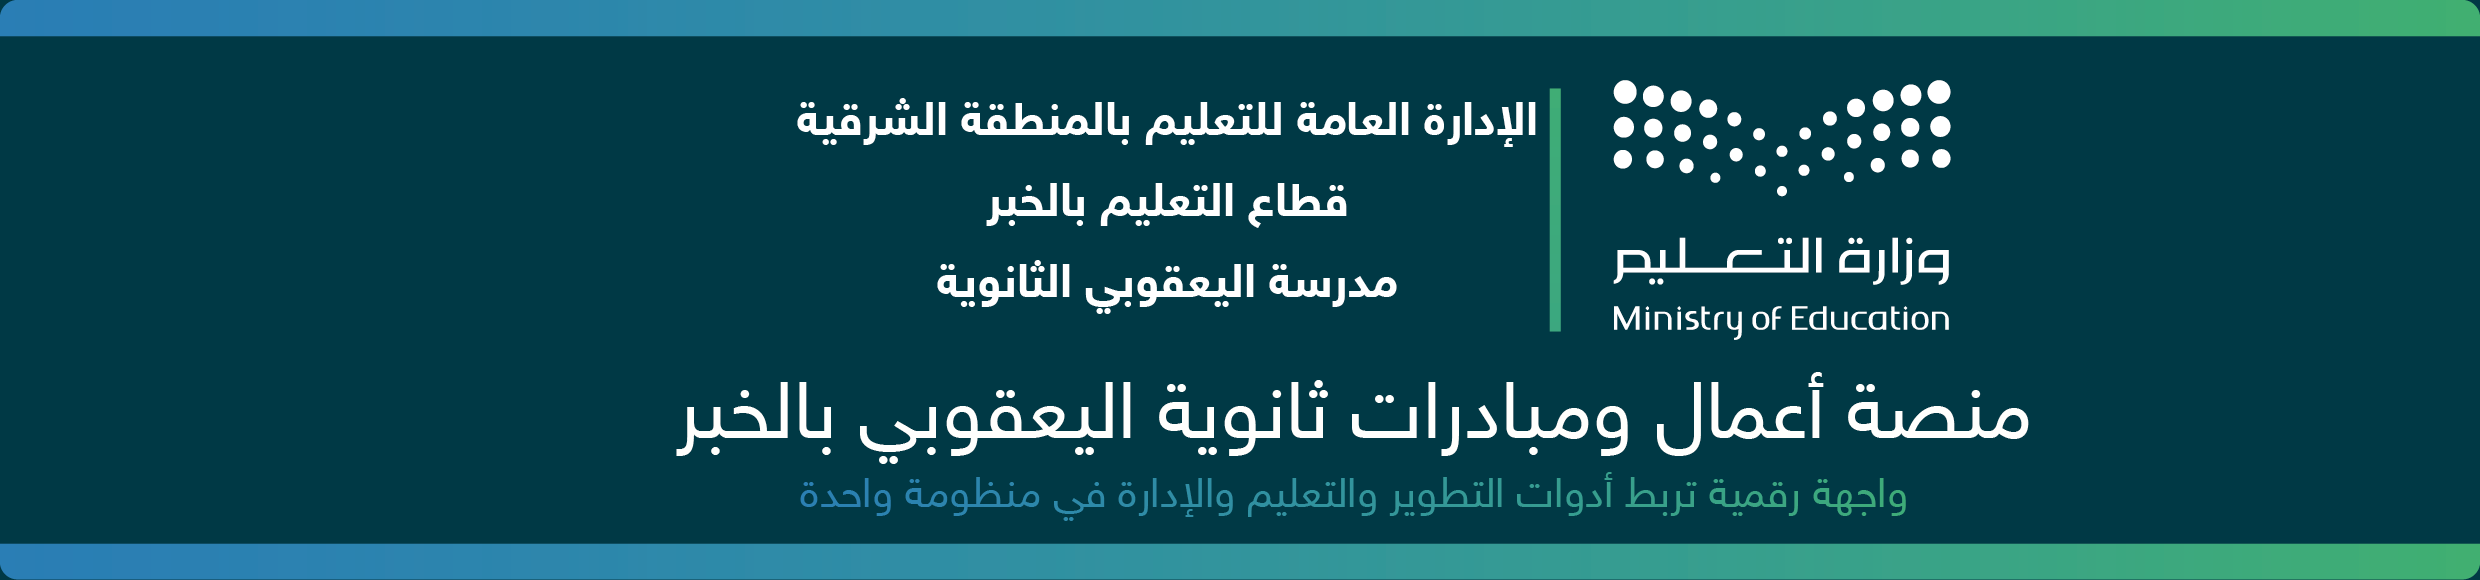 الإدارة العامة للتعليم بالمنطقة الشرقية
قطاع التعليم بالخبر
مدرسة اليعقوبي الثانوية
وزارة التعـــليم
Ministry of Education
منصة أعمال ومبادرات ثانوية اليعقوبي بالخبر
واجهة رقمية تربط أدوات التطوير والتعليم والإدارة في منظومة واحدة